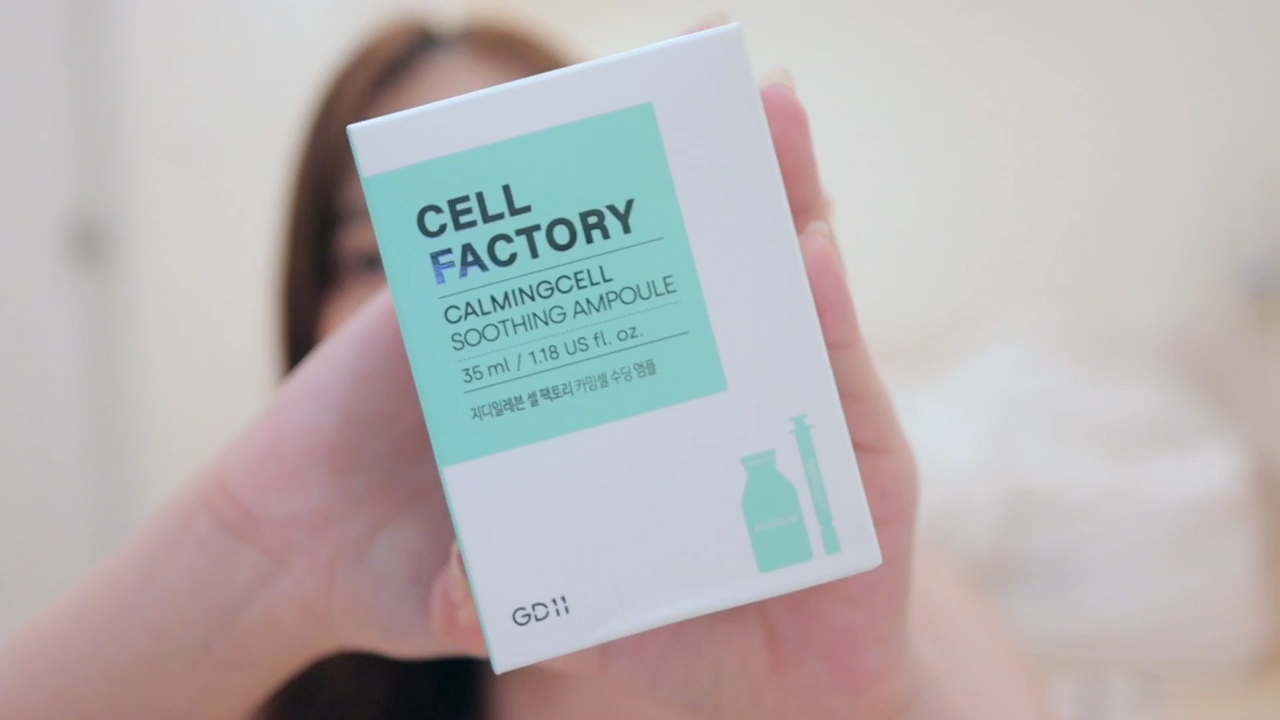 CELL
FACTORY
CALMINGCELL
SOOTHING AMPOULE
35 ml / 1.18 US fl. oz.
지디일레븐 셀 팩토리 카밍셀 수딩 앰플
GD11